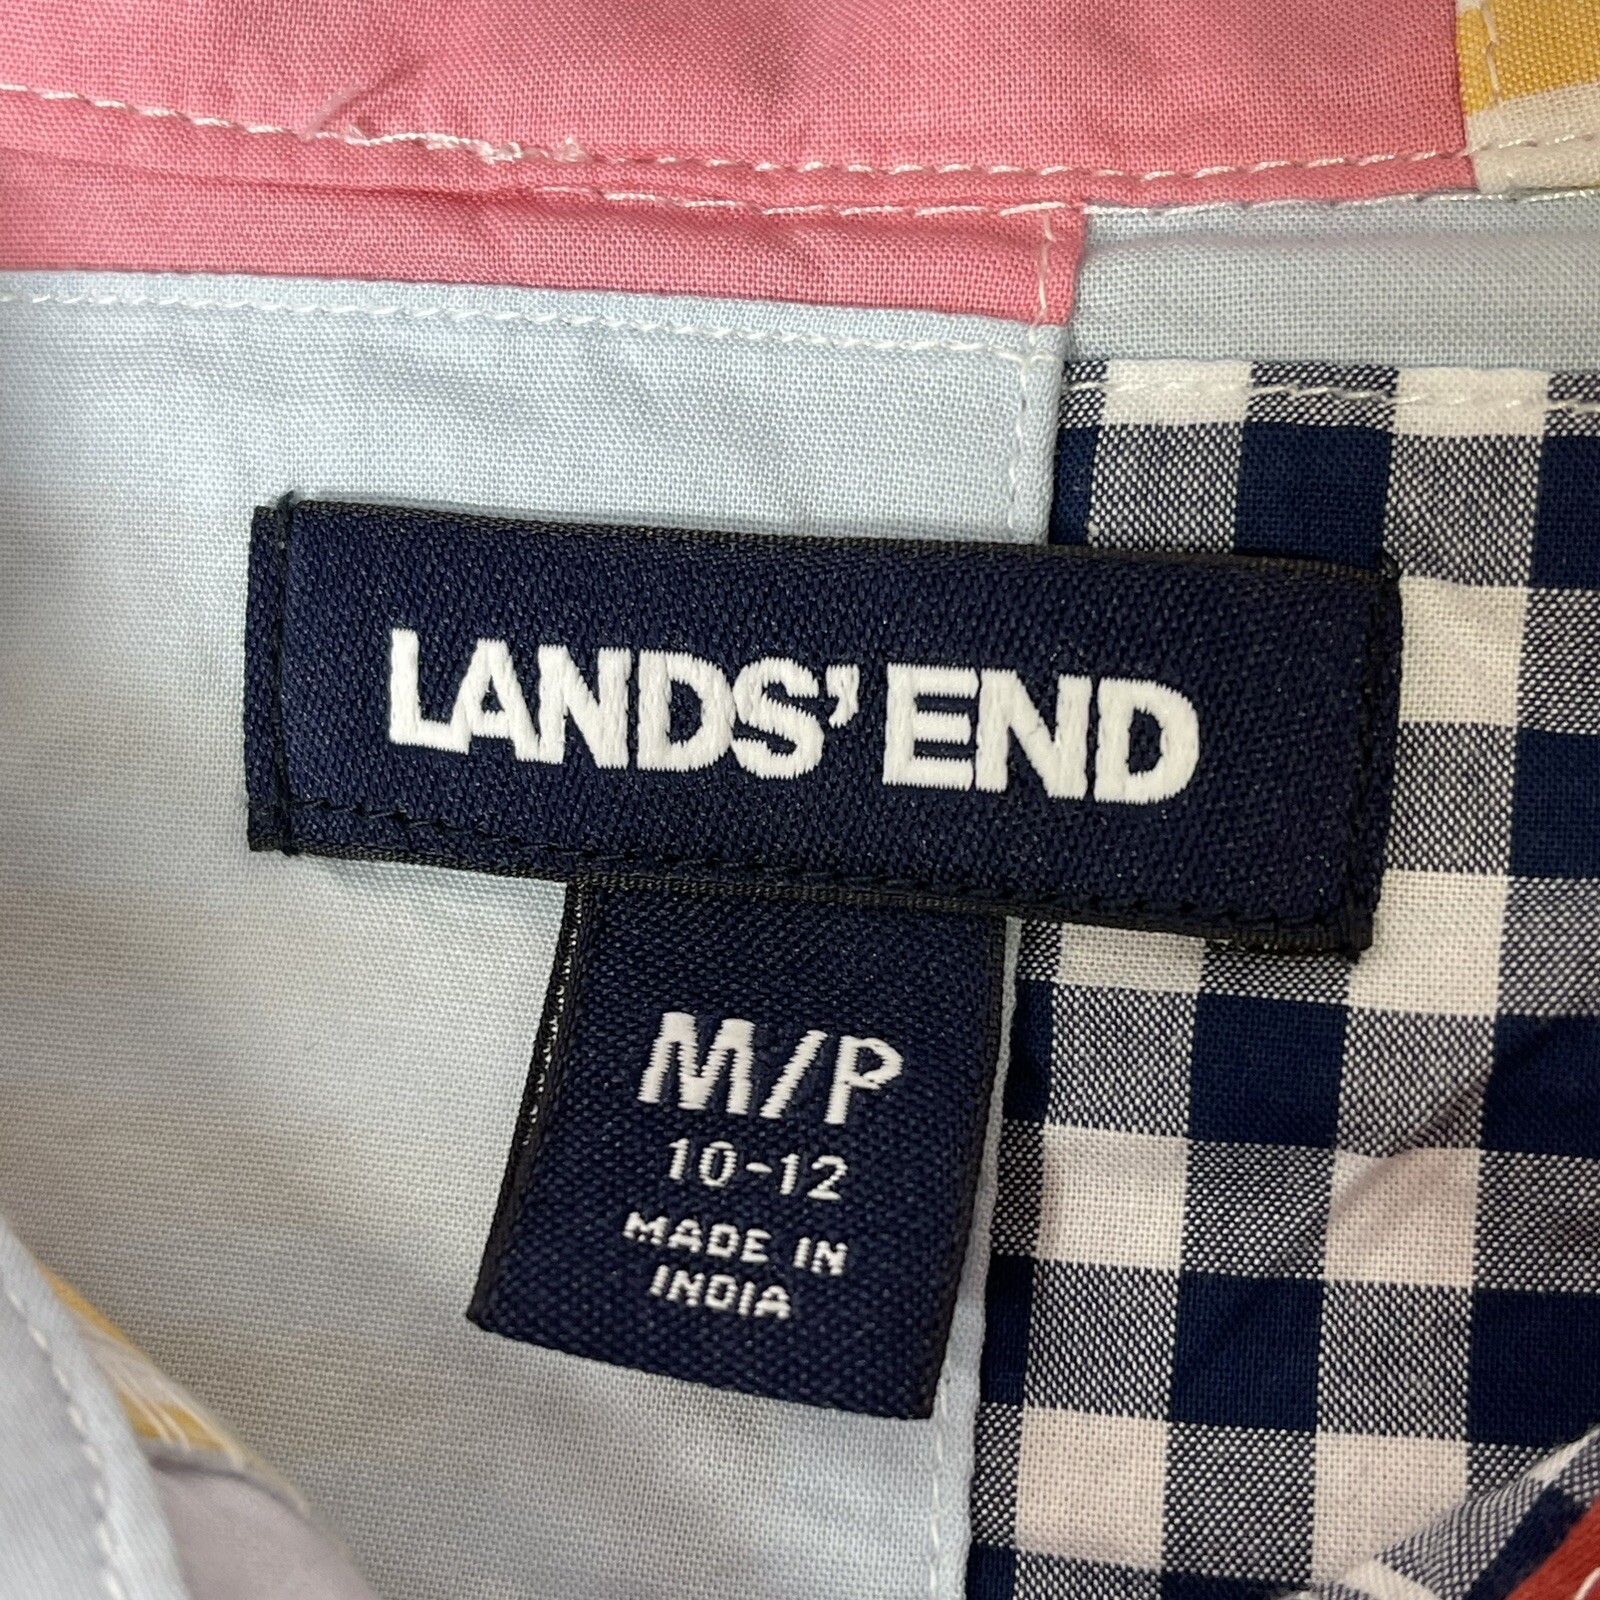 LANDS' END
M/P
10-12
MADE IN
INDIA